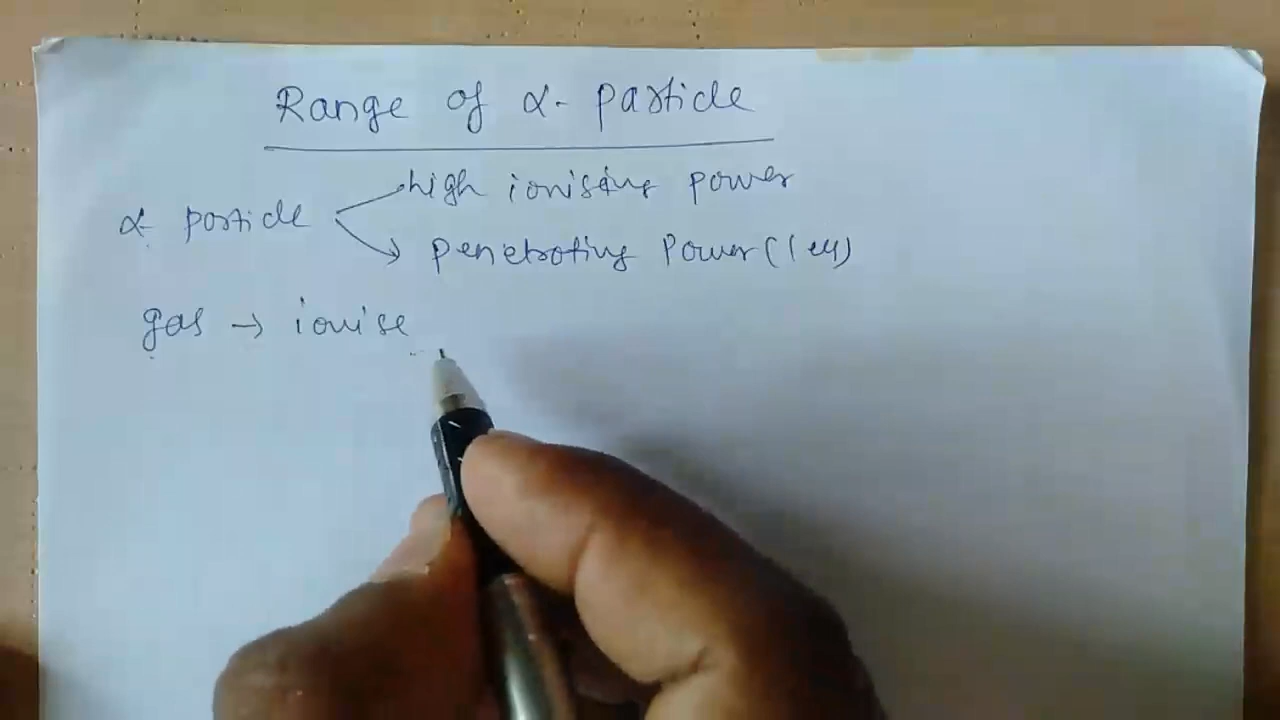 Range of α- particle
α- particle high ionising power
penetrating Power (less)
gas → ionise